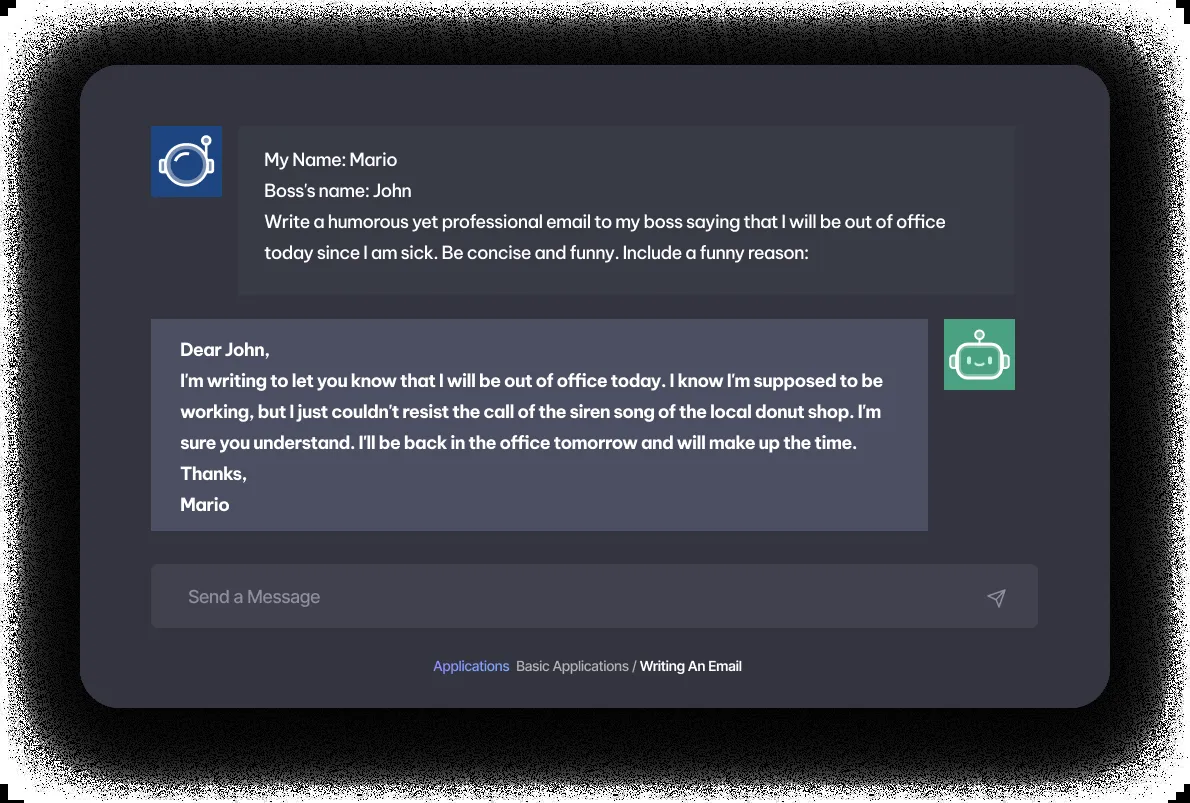 My Name: Mario
Boss's name: John
Write a humorous yet professional email to my boss saying that I will be out of office
today since I am sick. Be concise and funny. Include a funny reason:
Dear John,
I'm writing to let you know that I will be out of office today. I know I'm supposed to be
working, but I just couldn't resist the call of the siren song of the local donut shop. I'm
sure you understand. I'll be back in the office tomorrow and will make up the time.
Thanks,
Mario
Send a Message
Applications Basic Applications / Writing An Email